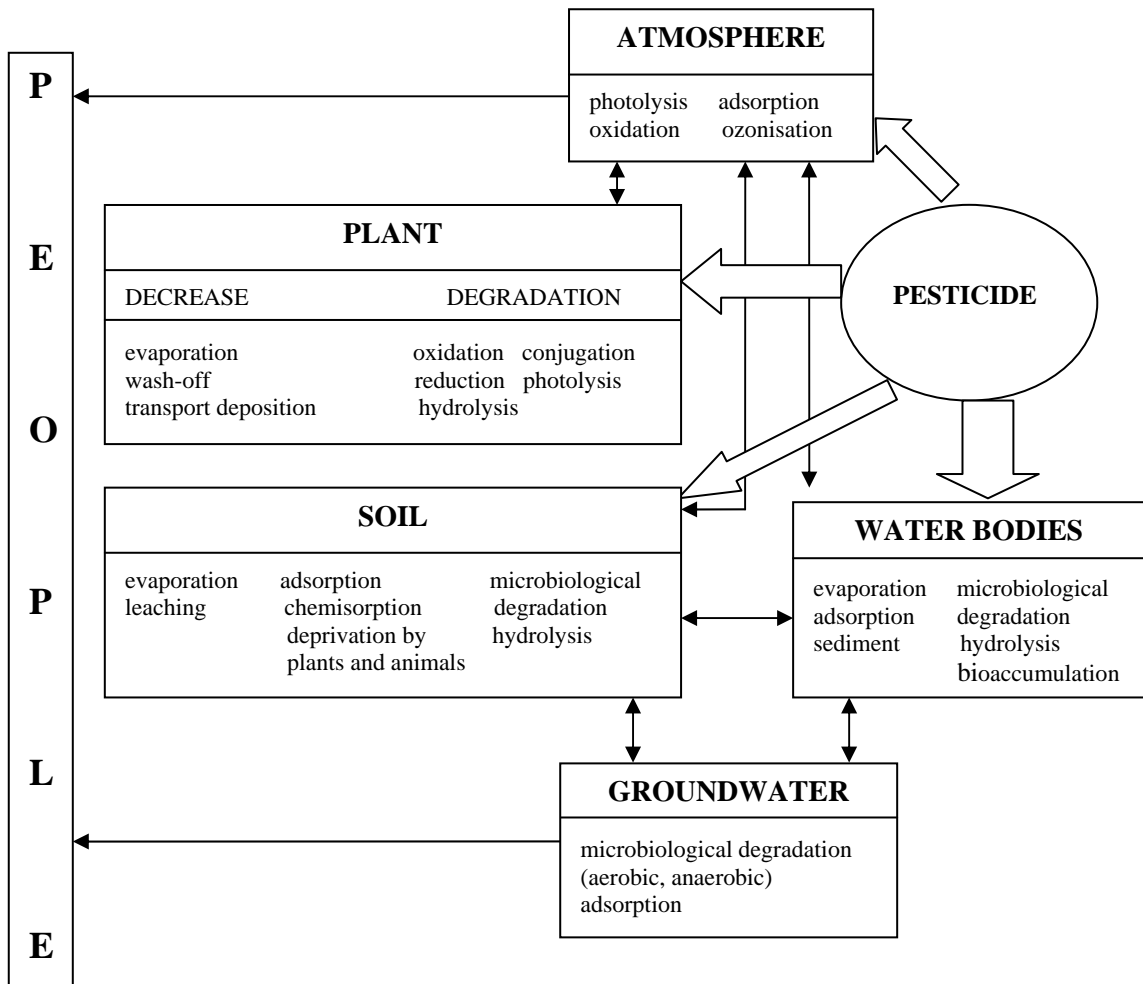 P
E
O
P
L
E
ATMOSPHERE
photolysis adsorption
oxidation ozonisation
PLANT
DECREASE DEGRADATION
evaporation oxidation conjugation
wash-off reduction photolysis
transport deposition hydrolysis
PESTICIDE
SOIL
evaporation adsorption microbiological
leaching chemisorption degradation
deprivation by hydrolysis
plants and animals
WATER BODIES
evaporation microbiological
adsorption degradation
sediment hydrolysis
bioaccumulation
GROUNDWATER
microbiological degradation
(aerobic, anaerobic)
adsorption